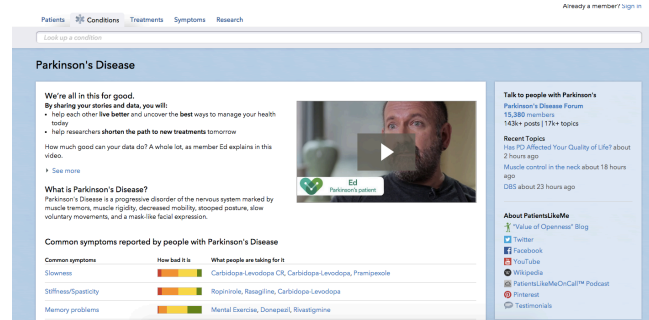 Already a member? Sign in
Patients Conditions Treatments Symptoms Research
Look up a condition
Parkinson's Disease
We're all in this for good.
By sharing your stories and data, you will:
• help each other live better and uncover the best ways to manage your health
today
• help researchers shorten the path to new treatments tomorrow
How much good can your data do? A whole lot, as member Ed explains in this
video.
See more
Ed
Parkinson's patient
What is Parkinson's Disease?
Parkinson's Disease is a progressive disorder of the nervous system marked by
muscle tremors, muscle rigidity, decreased mobility, stooped posture, slow
voluntary movements, and a mask-like facial expression.
Common symptoms reported by people with Parkinson's Disease
Common symptoms How bad it is What people are taking for it
Slowness Carbidopa-Levodopa CR, Carbidopa-Levodopa, Pramipexole
Stiffness/Spasticity Ropinirole, Rasagiline, Carbidopa-Levodopa
Memory problems Mental Exercise, Donepezil, Rivastigmine
Talk to people with Parkinson's
Parkinson's Disease Forum
15,380 members
143k+ posts | 17k+ topics
Recent Topics
Has PD Affected Your Quality of Life? about
2 hours ago
Muscle control in the neck about 18 hours
ago
DBS about 23 hours ago
About PatientsLikeMe
"Value of Openness" Blog
Twitter
Facebook
YouTube
Wikipedia
PatientsLikeMeOnCall™ Podcast
Pinterest
Testimonials